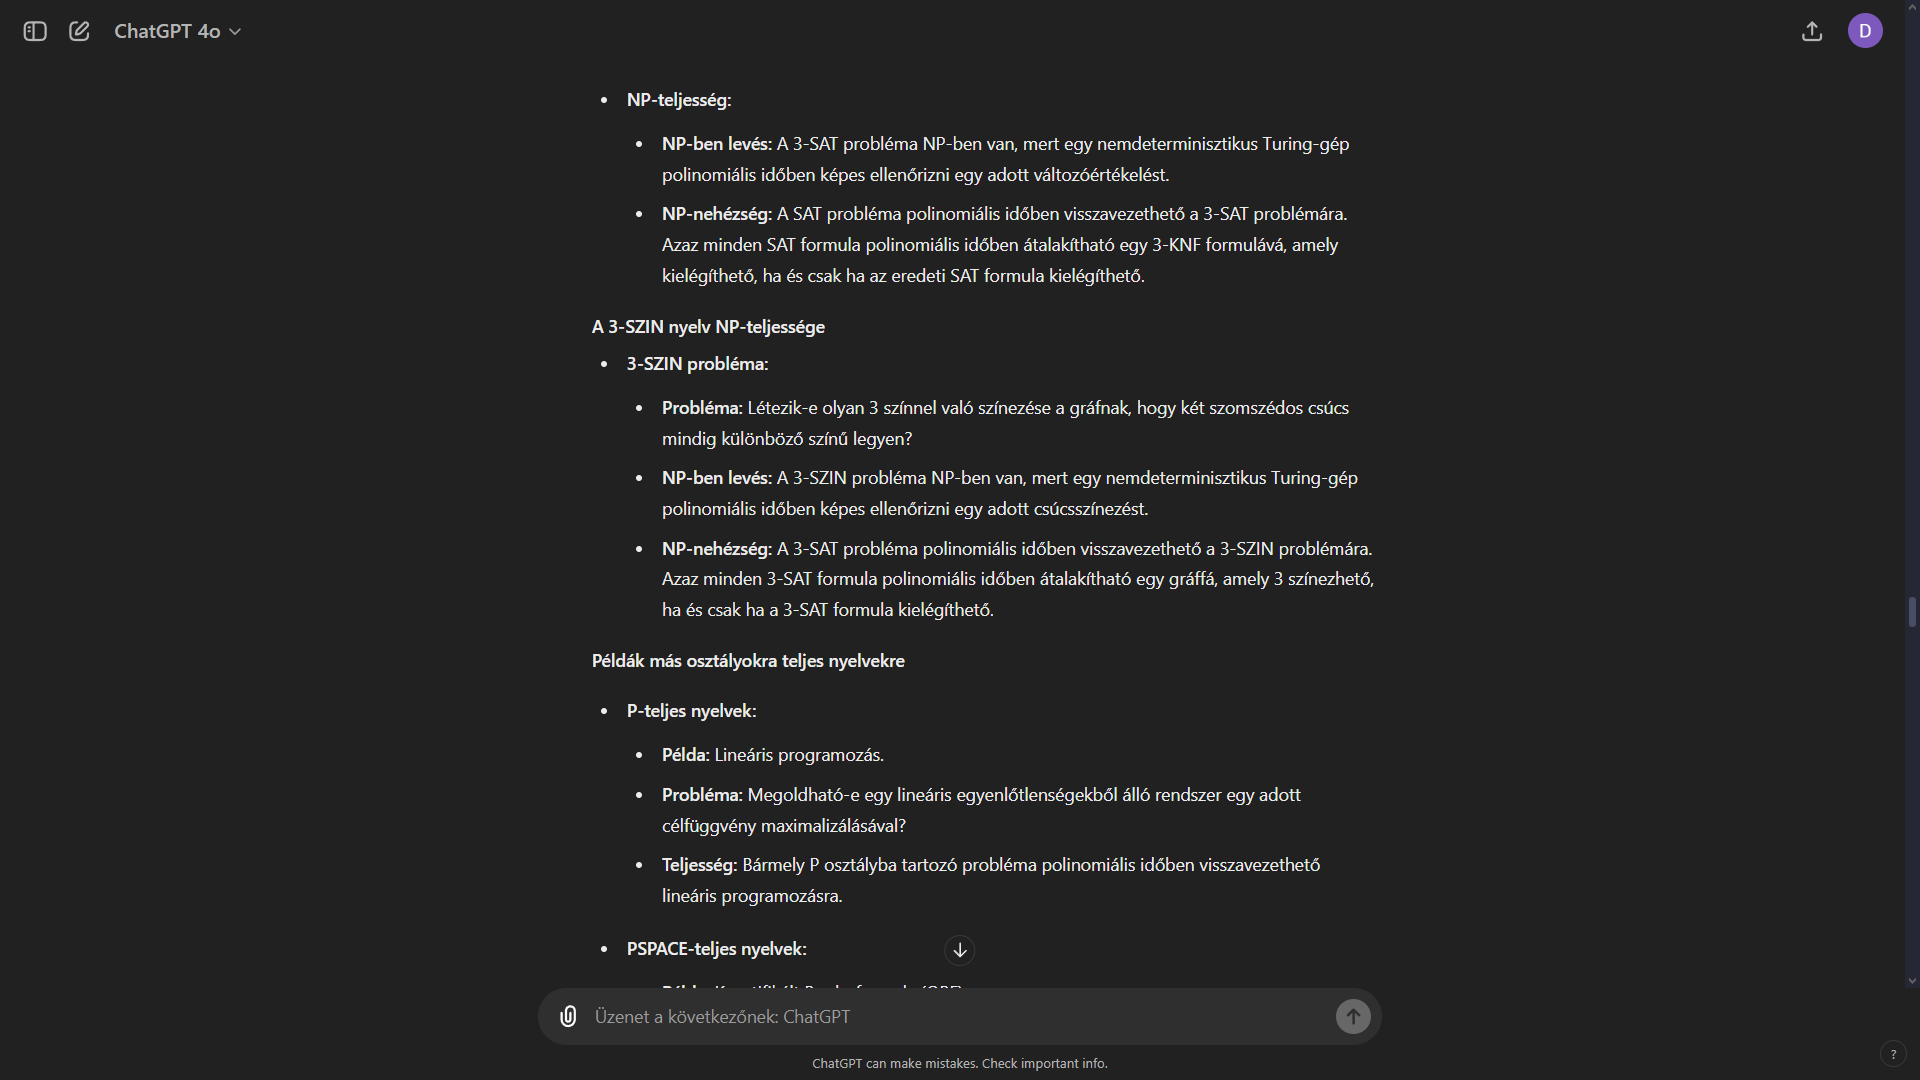 ChatGPT 4o
D
NP-teljesség:
NP-ben levés: A 3-SAT probléma NP-ben van, mert egy nemdeterminisztikus Turing-gép
polinomiális időben képes ellenőrizni egy adott változóértékelést.
NP-nehézség: A SAT probléma polinomiális időben visszavezethető a 3-SAT problémára.
Azaz minden SAT formula polinomiális időben átalakítható egy 3-KNF formulává, amely
kielégíthető, ha és csak ha az eredeti SAT formula kielégíthető.
A 3-SZIN nyelv NP-teljessége
3-SZIN probléma:
Probléma: Létezik-e olyan 3 színnel való színezése a gráfnak, hogy két szomszédos csúcs
mindig különböző színű legyen?
NP-ben levés: A 3-SZIN probléma NP-ben van, mert egy nemdeterminisztikus Turing-gép
polinomiális időben képes ellenőrizni egy adott csúcsszínezést.
NP-nehézség: A 3-SAT probléma polinomiális időben visszavezethető a 3-SZIN problémára.
Azaz minden 3-SAT formula polinomiális időben átalakítható egy gráffá, amely 3 színezhető,
ha és csak ha a 3-SAT formula kielégíthető.
Példák más osztályokra teljes nyelvekre
P-teljes nyelvek:
Példa: Lineáris programozás.
Probléma: Megoldható-e egy lineáris egyenlőtlenségekből álló rendszer egy adott
célfüggvény maximalizálásával?
Teljesség: Bármely P osztályba tartozó probléma polinomiális időben visszavezethető
lineáris programozásra.
PSPACE-teljes nyelvek:
Üzenet a következőnek: ChatGPT
ChatGPT can make mistakes. Check important info.
?